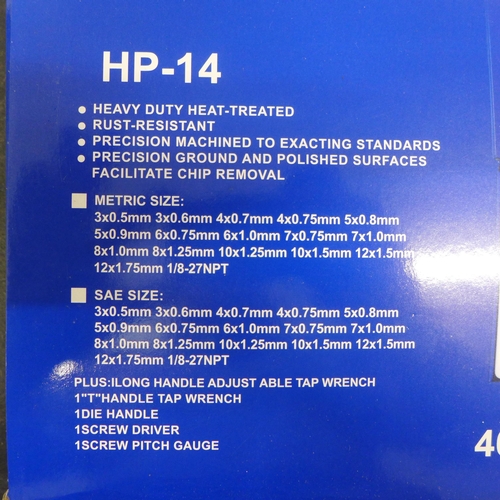 HP-14
● HEAVY DUTY HEAT-TREATED
● RUST-RESISTANT
● PRECISION MACHINED TO EXACTING STANDARDS
● PRECISION GROUND AND POLISHED SURFACES
FACILITATE CHIP REMOVAL
METRIC SIZE:
3x0.5mm 3x0.6mm 4x0.7mm 4x0.75mm 5x0.8mm
5x0.9mm 6x0.75mm 6x1.0mm 7x0.75mm 7x1.0mm
8x1.0mm 8x1.25mm 10x1.25mm 10x1.5mm 12x1.5mm
12x1.75mm 1/8-27NPT
SAE SIZE:
3x0.5mm 3x0.6mm 4x0.7mm 4x0.75mm 5x0.8mm
5x0.9mm 6x0.75mm 6x1.0mm 7x0.75mm 7x1.0mm
8x1.0mm 8x1.25mm 10x1.25mm 10x1.5mm 12x1.5mm
12x1.75mm 1/8-27NPT
PLUS:ILONG HANDLE ADJUST ABLE TAP WRENCH
1"T"HANDLE TAP WRENCH
1DIE HANDLE
1SCREW DRIVER
1SCREW PITCH GAUGE